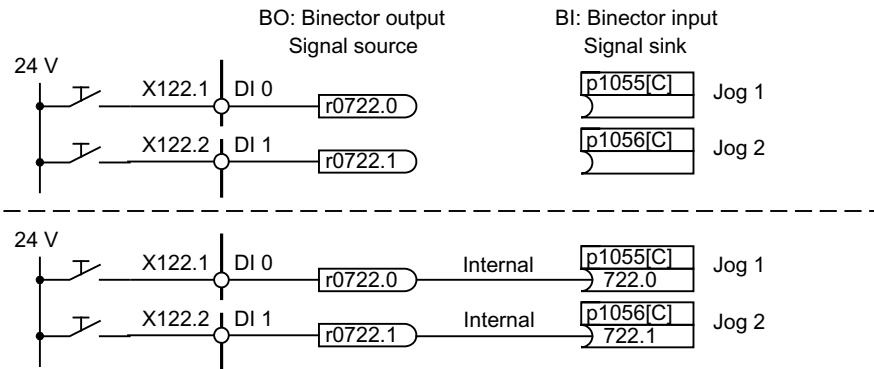 BO: Binector output BI: Binector input
Signal source Signal sink
24 V
X122.1 DI 0 r0722.0 p1055[C] Jog 1
X122.2 DI 1 r0722.1 p1056[C] Jog 2
24 V
X122.1 DI 0 r0722.0 Internal p1055[C] 722.0 Jog 1
X122.2 DI 1 r0722.1 Internal p1056[C] 722.1 Jog 2